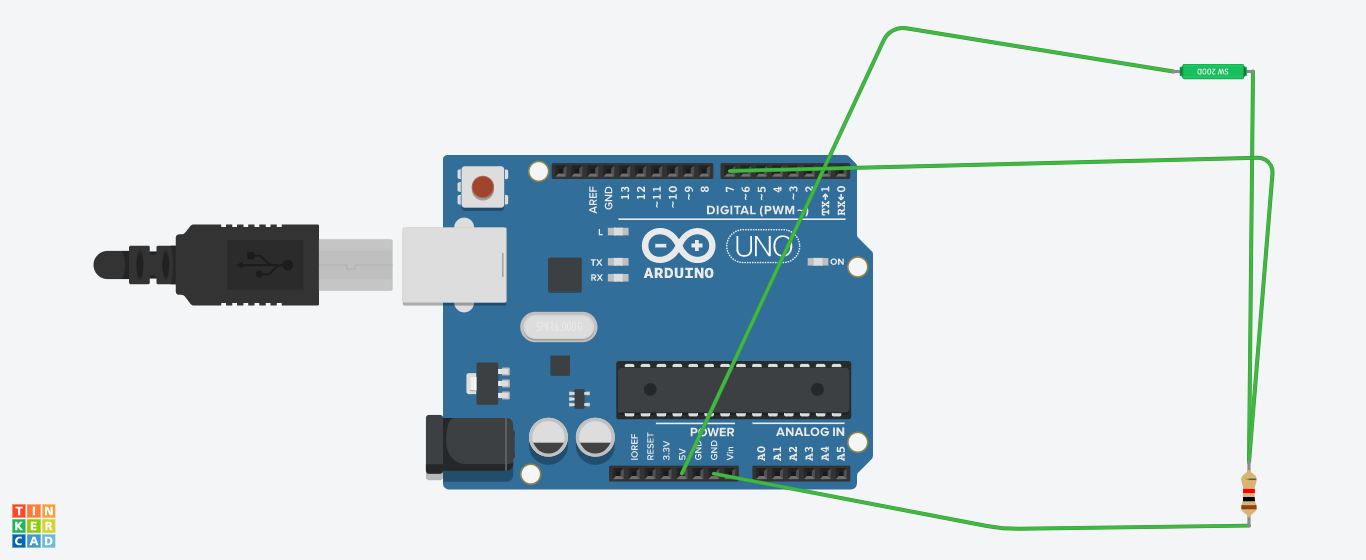 SW 200D
AREF
GND
13
12
~11
~10
~9
8
7
~6
~5
4
~3
2
TX→1
RX←0
DIGITAL (PWM~)
L
TX
RX
UNO
ARDUINO
ON
POWER
ANALOG IN
IOREF
RESET
3.3V
5V
GND
GND
Vin
A0
A1
A2
A3
A4
A5
TIN
KER
CAD